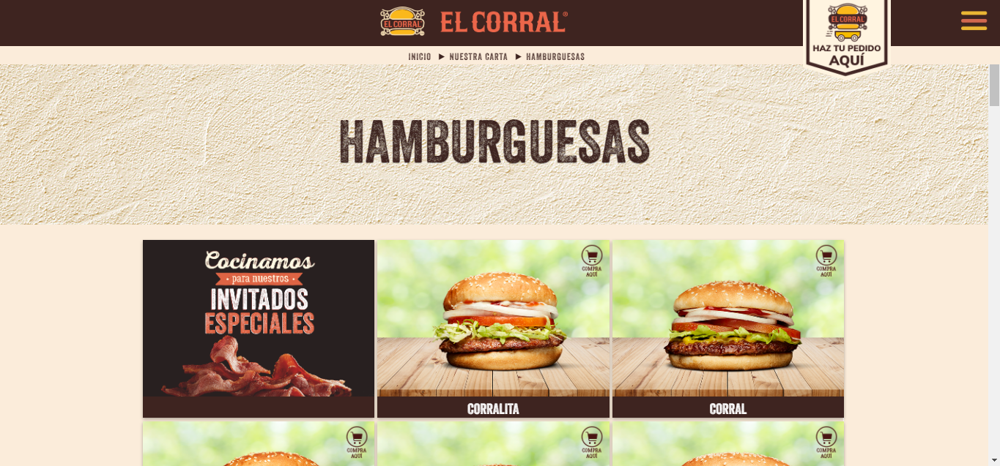 EL CORRAL
EL CORRAL®
EL CORRAL
HAZ TU PEDIDO
AQUÍ
INICIO ▶ NUESTRA CARTA ▶ HAMBURGUESAS
HAMBURGUESAS
Cocinamos
• para nuestros •
INVITADOS
ESPECIALES
COMPRA
AQUÍ
CORRALITA
COMPRA
AQUÍ
CORRAL
COMPRA
AQUÍ
COMPRA
AQUÍ
COMPRA
AQUÍ